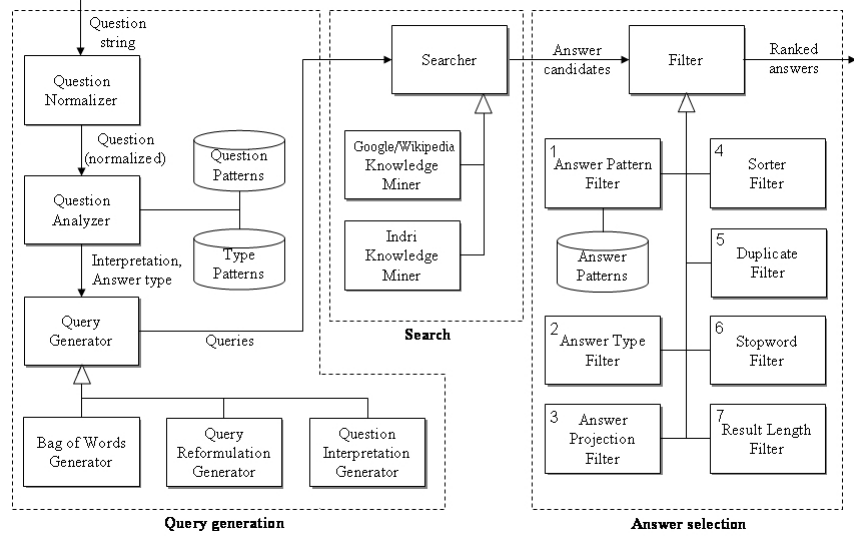 Question
string
Question
Normalizer
Question
(normalized)
Question
Patterns
Question
Analyzer
Type
Patterns
Interpretation,
Answer type
Query
Generator
Queries
Bag of Words
Generator
Query
Reformulation
Generator
Question
Interpretation
Generator
Query generation
Searcher
Google/Wikipedia
Knowledge
Miner
Indri
Knowledge
Miner
Search
Answer
candidates
Filter
Ranked
answers
1
Answer Pattern
Filter
Answer
Patterns
4
Sorter
Filter
5
Duplicate
Filter
2
Answer Type
Filter
6
Stopword
Filter
3
Answer
Projection
Filter
7
Result Length
Filter
Answer selection